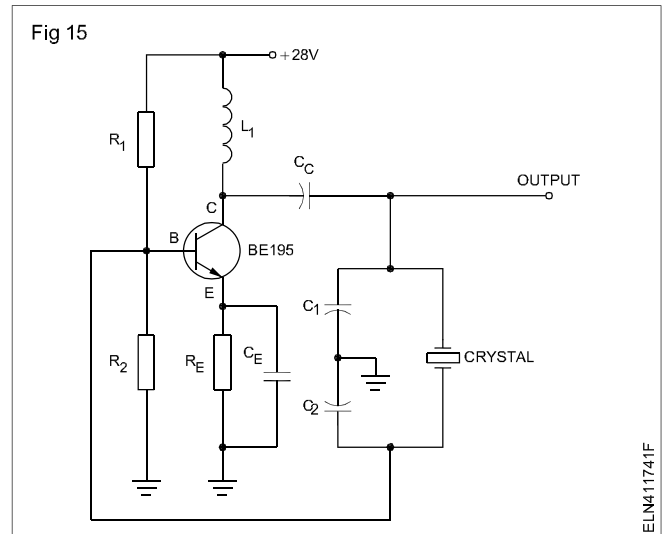 Fig 15
+28V
R1
L1
CC
OUTPUT
C
B
BE195
E
C1
R2
RE
CE
CRYSTAL
C2
ELN411741F